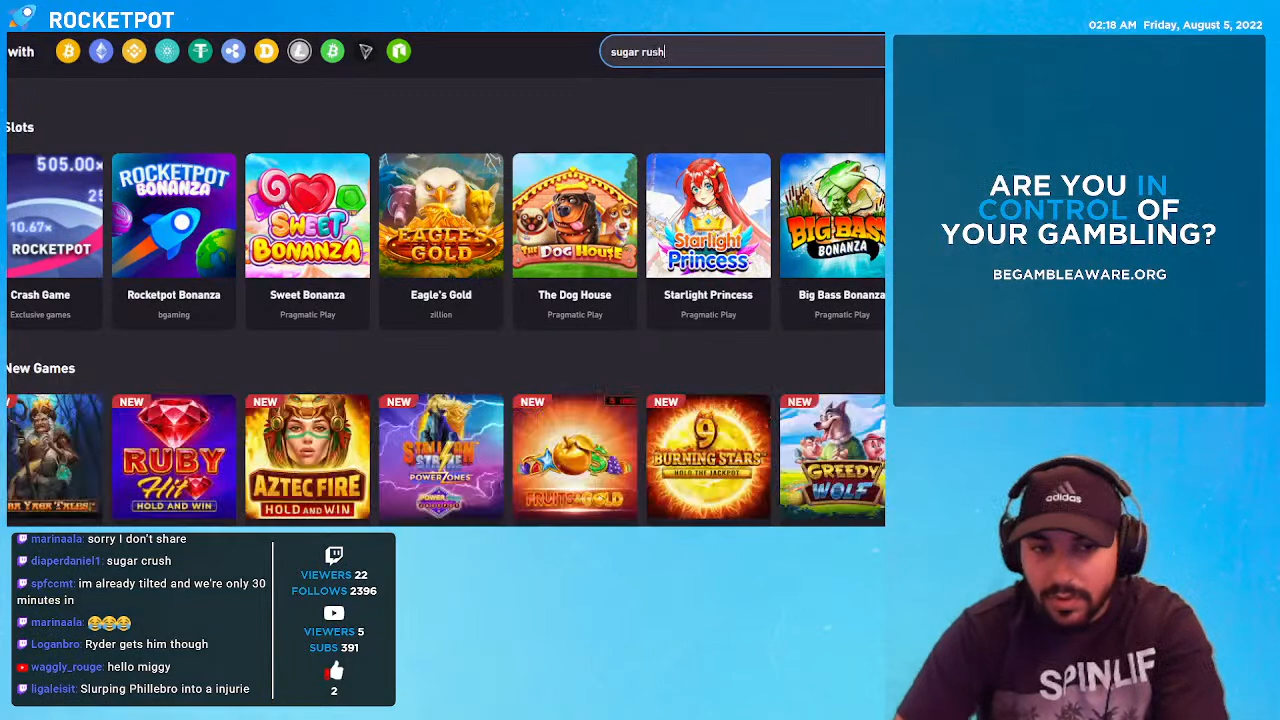 ROCKETPOT
02:18 AM Friday, August 5, 2022
with
sugar rush
Slots
505.00×
10.67×
ROCKETPOT
ROCKETPOT
BONANZA
SWEET
BONANZA
EAGLE'S
GOLD
THE DOG HOUSE
Starlight
Princess
BIG BASS
BONANZA
Crash Game
Rocketpot Bonanza
Sweet Bonanza
Eagle's Gold
The Dog House
Starlight Princess
Big Bass Bonanza
Exclusive games
bgaming
Pragmatic Play
zillion
Pragmatic Play
Pragmatic Play
Pragmatic Play
New Games
NEW
NEW
NEW
NEW
NEW
NEW
YAGA TALES
RUBY
Hit
HOLD AND WIN
AZTEC FIRE
HOLD AND WIN
STALLION
STRIKE
POWER ZONES
FRUITS & GOLD
9
BURNING STARS
HOLD THE JACKPOT
GREEDY
WOLF
ARE YOU IN
CONTROL OF
YOUR GAMBLING?
BEGAMBLEAWARE.ORG
marinaala: sorry I don't share
diaperdaniel1: sugar crush
spfccmt: im already tilted and we're only 30
minutes in
marinaala: 😂😂😂
Loganbro: Ryder gets him though
waggly_rouge: hello miggy
ligaleisit: Slurping Phillebro into a injurie
VIEWERS 22
FOLLOWS 2396
VIEWERS 5
SUBS 391
2
adidas
SPINLIF